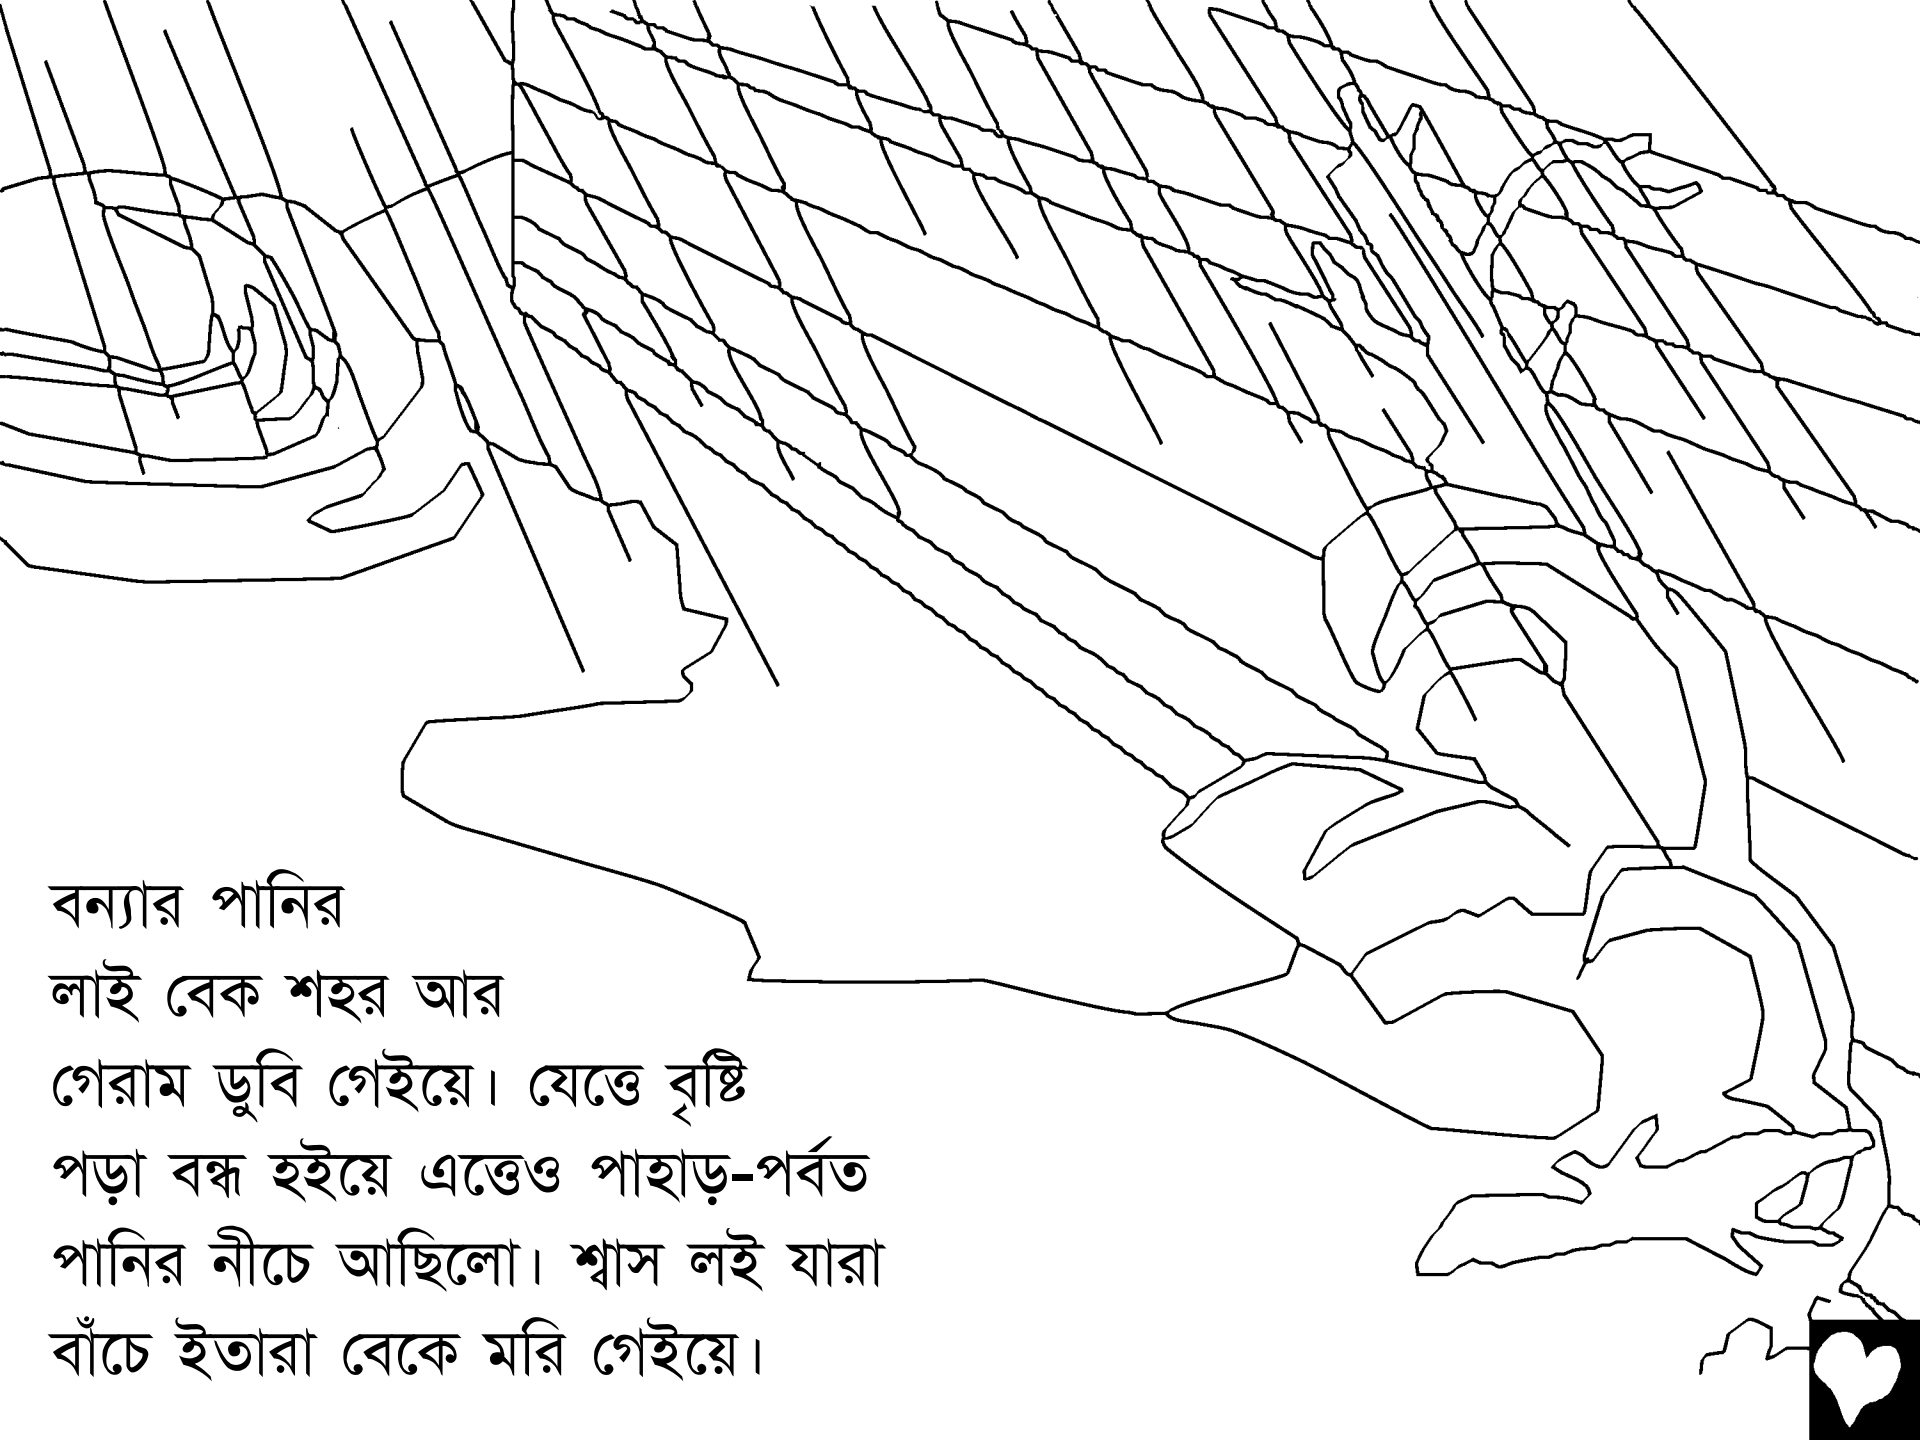 বন্যার পানির
লাই বেক শহর আর
গেরাম ডুবি গেইয়ে। যেত্তে বৃষ্টি
পড়া বন্ধ হইয়ে এত্তেও পাহাড়-পর্বত
পানির নীচে আছিলো। শ্বাস লই যারা
বাঁচে ইতারা বেকে মরি গেইয়ে।